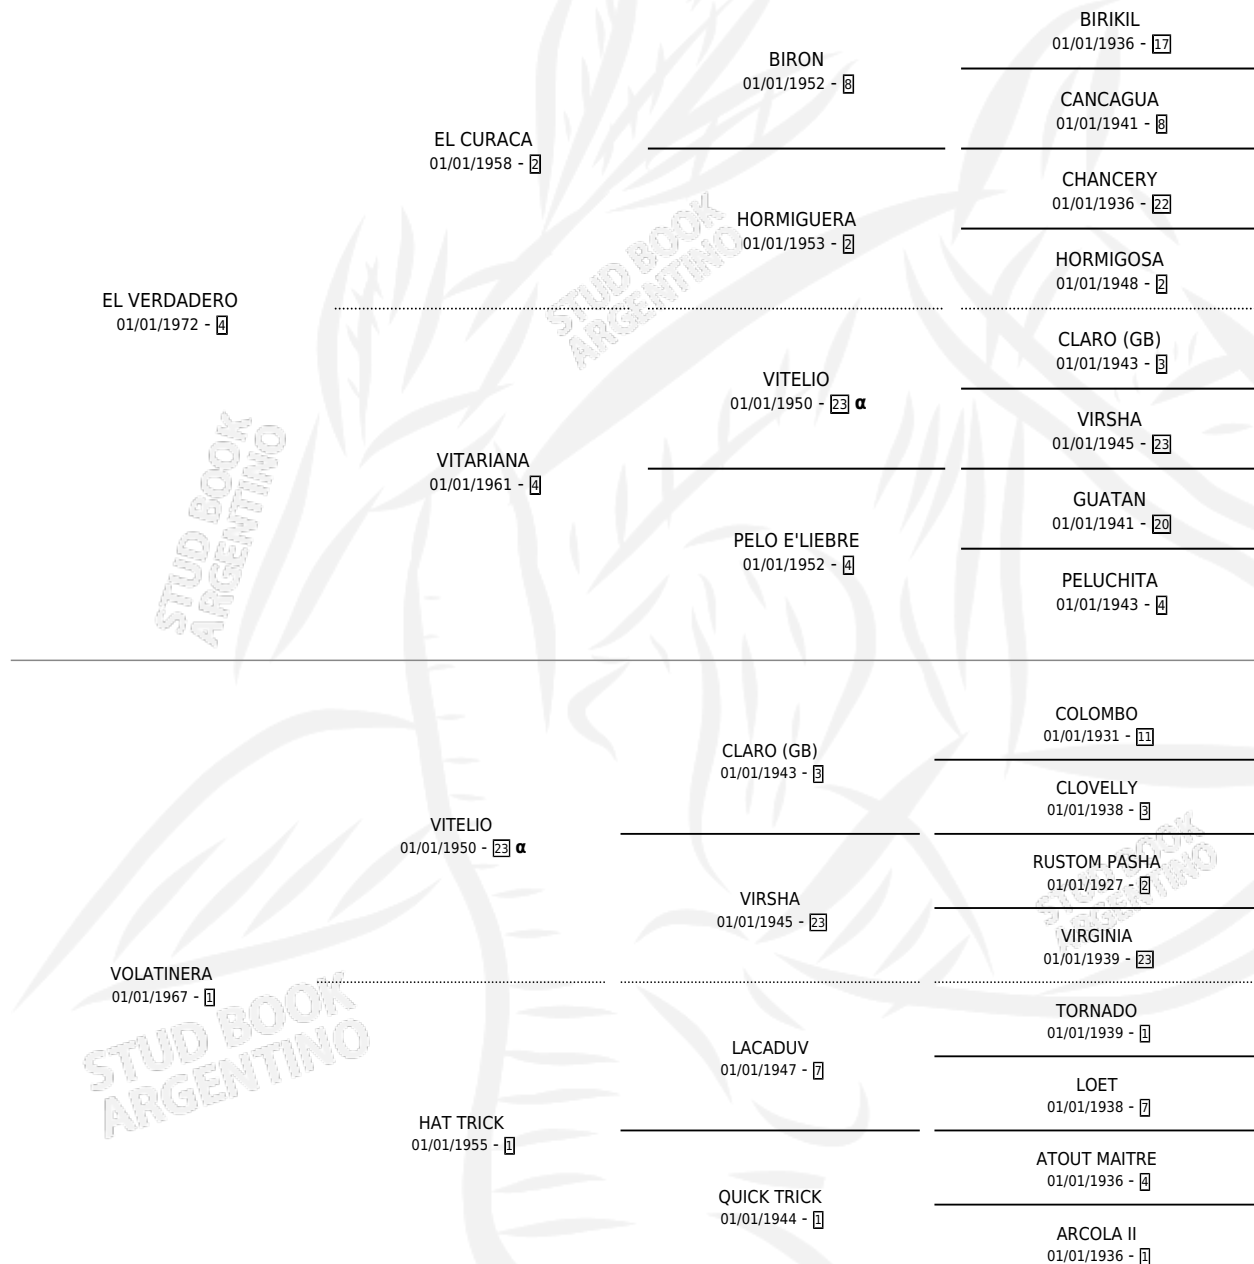 BIRIKIL
01/01/1936 - 17
BIRON
01/01/1952 - 8
CANCAGUA
01/01/1941 - 8
EL CURACA
01/01/1958 - 2
CHANCERY
01/01/1936 - 22
HORMIGUERA
01/01/1953 - 2
HORMIGOSA
01/01/1948 - 2
EL VERDADERO
01/01/1972 - 4
STUD BOOK
ARGENTINO
CLARO (GB)
01/01/1943 - 3
VITELIO
01/01/1950 - 23 α
VIRSHA
01/01/1945 - 23
VITARIANA
01/01/1961 - 4
GUATAN
01/01/1941 - 20
PELO E'LIEBRE
01/01/1952 - 4
PELUCHITA
01/01/1943 - 4
STUD BOOK
ARGENTINO
COLOMBO
01/01/1931 - 11
CLARO (GB)
01/01/1943 - 3
CLOVELLY
01/01/1938 - 3
VITELIO
01/01/1950 - 23 α
RUSTOM PASHA
01/01/1927 - 2
STUD BOOK
ARGENTINO
VIRSHA
01/01/1945 - 23
VIRGINIA
01/01/1939 - 23
VOLATINERA
01/01/1967 - 1
STUD BOOK
ARGENTINO
TORNADO
01/01/1939 - 1
LACADUV
01/01/1947 - 7
LOET
01/01/1938 - 7
HAT TRICK
01/01/1955 - 1
ATOUT MAITRE
01/01/1936 - 4
QUICK TRICK
01/01/1944 - 1
ARCOLA II
01/01/1936 - 1